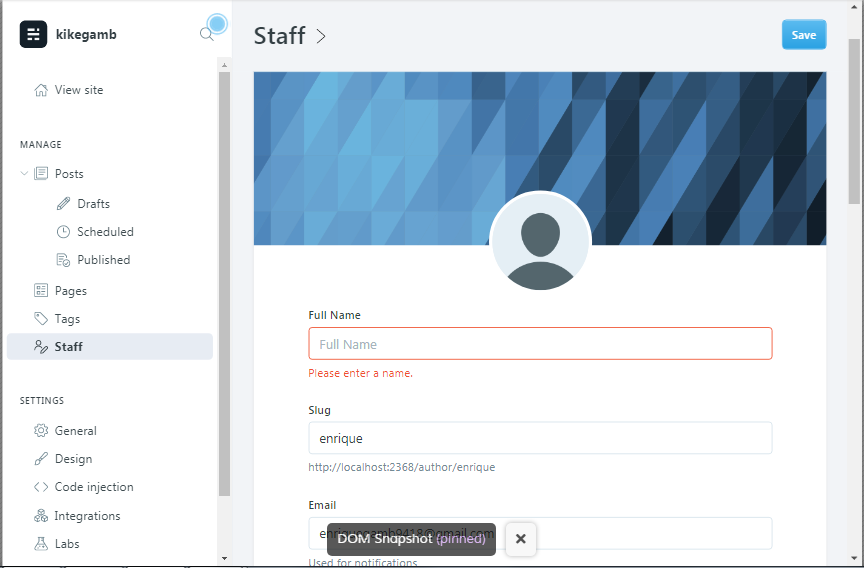 kikegamb
View site
MANAGE
Posts
Drafts
Scheduled
Published
Pages
Tags
Staff
SETTINGS
General
Design
Code injection
Integrations
Labs
Staff
Save
Full Name
Full Name
Please enter a name.
Slug
enrique
http://localhost:2368/author/enrique
Email
enriquegamb9418@gmail.com
DOM Snapshot (pinned)
Used for notifications